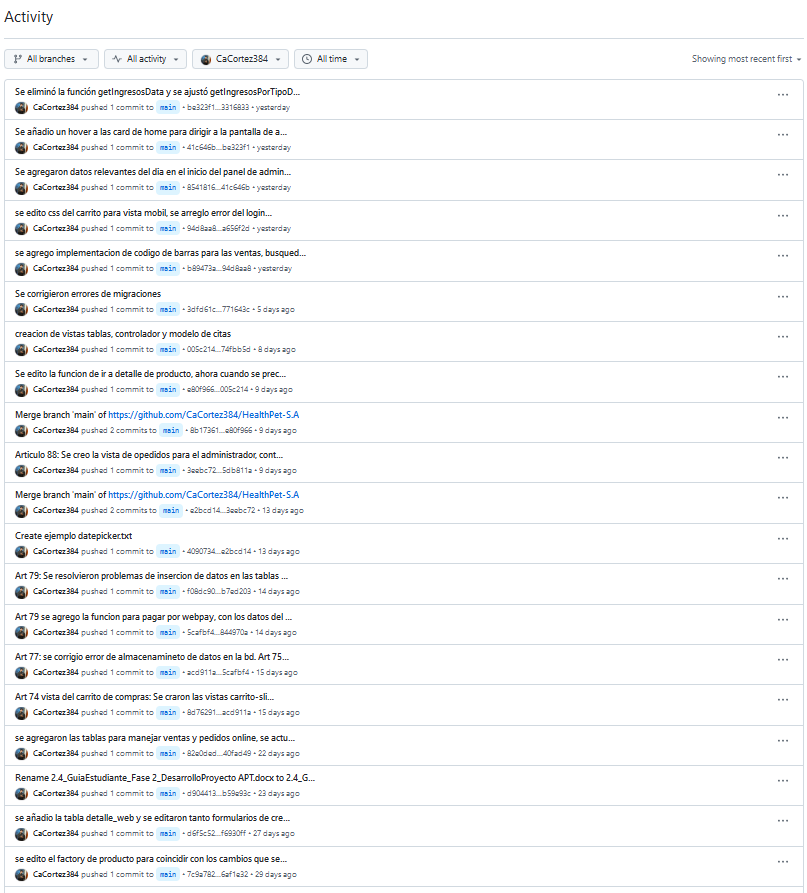 Activity
All branches
All activity
CaCortez384
All time
Showing most recent first
Se eliminó la función getIngresosData y se ajustó getIngresosPorTipoD...
CaCortez384 pushed 1 commit to main • be323f1...3316833 • yesterday
Se añadio un hover a las card de home para dirigir a la pantalla de a...
CaCortez384 pushed 1 commit to main • 41c646b...be323f1 • yesterday
Se agregaron datos relevantes del dia en el inicio del panel de admin...
CaCortez384 pushed 1 commit to main • 8541816...41c646b • yesterday
se edito css del carrito para vista mobil, se arreglo error del login...
CaCortez384 pushed 1 commit to main • 94d8aa8...a656f2d • yesterday
se agrego implementacion de codigo de barras para las ventas, busqued...
CaCortez384 pushed 1 commit to main • b89473a...94d8aa8 • yesterday
Se corrigieron errores de migraciones
CaCortez384 pushed 1 commit to main • 3dfd61c...771643c • 5 days ago
creacion de vistas tablas, controlador y modelo de citas
CaCortez384 pushed 1 commit to main • 005c214...74fbb5d • 8 days ago
Se edito la funcion de ir a detalle de producto, ahora cuando se prec...
CaCortez384 pushed 1 commit to main • e80f966...005c214 • 9 days ago
Merge branch 'main' of https://github.com/CaCortez384/HealthPet-S.A
CaCortez384 pushed 2 commits to main • 8b17361...e80f966 • 9 days ago
Articulo 88: Se creo la vista de opedidos para el administrador, cont...
CaCortez384 pushed 1 commit to main • 3eebc72...5db811a • 9 days ago
Merge branch 'main' of https://github.com/CaCortez384/HealthPet-S.A
CaCortez384 pushed 2 commits to main • e2bcd14...3eebc72 • 13 days ago
Create ejemplo datepicker.txt
CaCortez384 pushed 1 commit to main • 4090734...e2bcd14 • 13 days ago
Art 79: Se resolvieron problemas de insercion de datos en las tablas ...
CaCortez384 pushed 1 commit to main • f08dc90...b7ed203 • 14 days ago
Art 79 se agrego la funcion para pagar por webpay, con los datos del ...
CaCortez384 pushed 1 commit to main • 5cafbf4...844970a • 14 days ago
Art 77: se corrigio error de almacenamineto de datos en la bd. Art 75...
CaCortez384 pushed 1 commit to main • acd911a...5cafbf4 • 15 days ago
Art 74 vista del carrito de compras: Se craron las vistas carrito-sli...
CaCortez384 pushed 1 commit to main • 8d76291...acd911a • 15 days ago
se agregaron las tablas para manejar ventas y pedidos online, se actu...
CaCortez384 pushed 1 commit to main • 82e0ded...40fad49 • 22 days ago
Rename 2.4_GuiaEstudiante_Fase 2_DesarrolloProyecto APT.docx to 2.4_G...
CaCortez384 pushed 1 commit to main • d904413...b59e93c • 23 days ago
se añadio la tabla detalle_web y se editaron tanto formularios de cre...
CaCortez384 pushed 1 commit to main • d6f5c52...f6930ff • 27 days ago
se edito el factory de producto para coincidir con los cambios que se...
CaCortez384 pushed 1 commit to main • 7c9a782...6af1e32 • 29 days ago